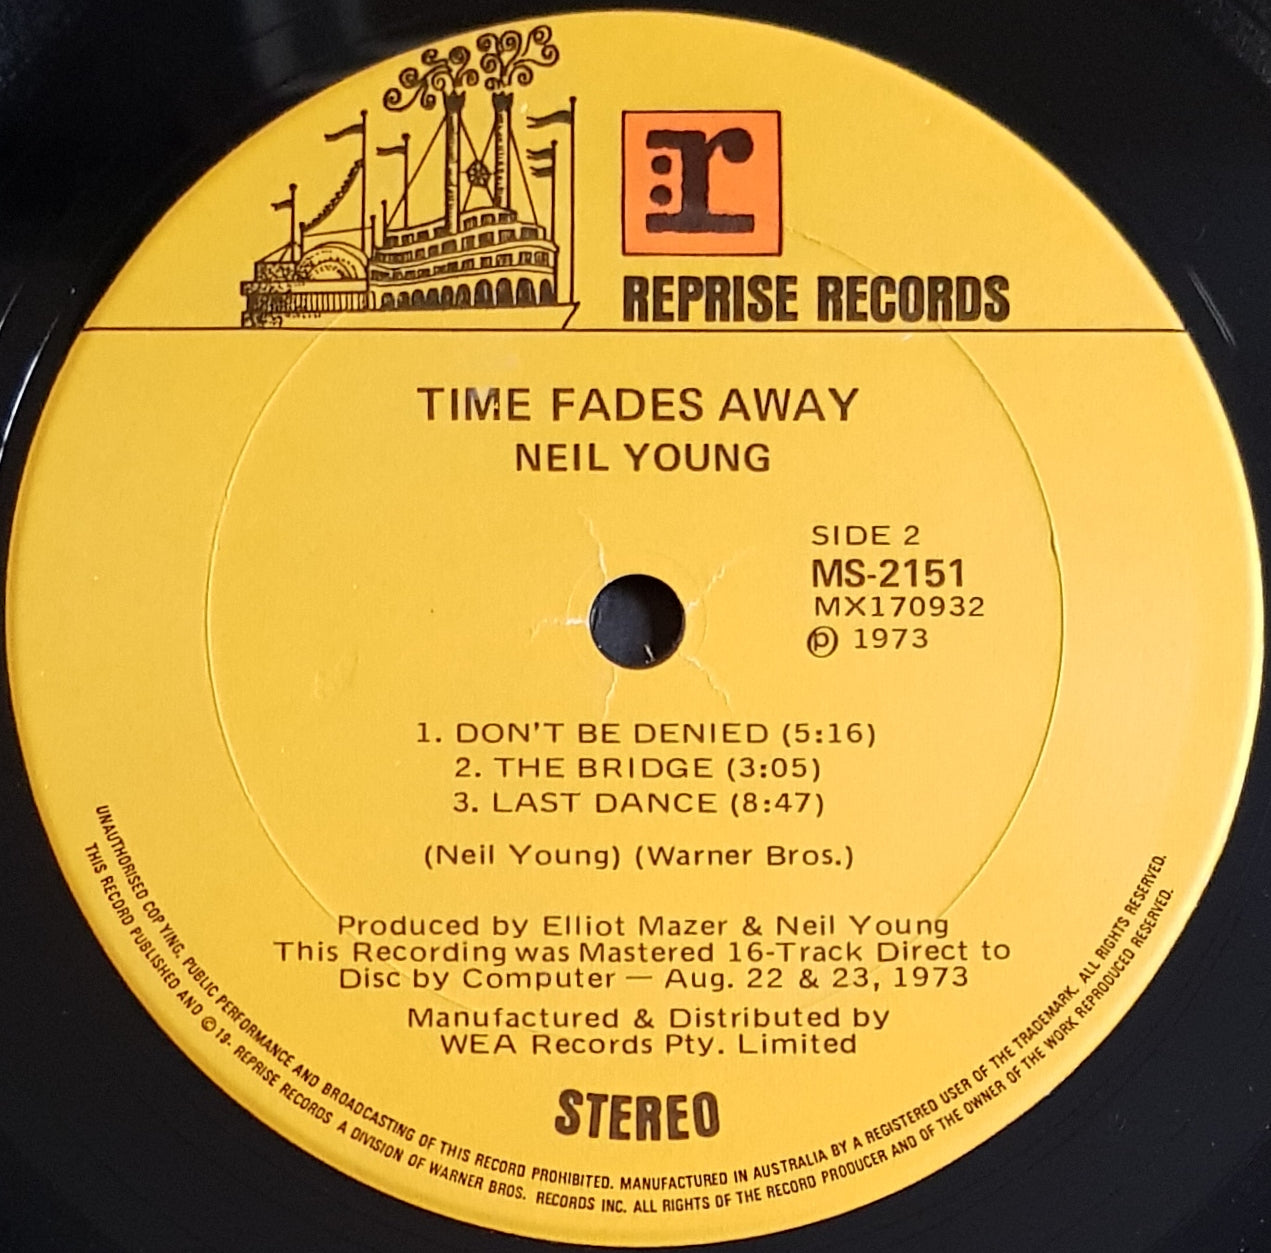 r
REPRISE RECORDS
TIME FADES AWAY
NEIL YOUNG
SIDE 2
MS-2151
MX170932
Ⓟ 1973
1. DON'T BE DENIED (5:16)
2. THE BRIDGE (3:05)
3. LAST DANCE (8:47)
(Neil Young) (Warner Bros.)
Produced by Elliot Mazer & Neil Young
This Recording was Mastered 16-Track Direct to
Disc by Computer — Aug. 22 & 23, 1973
Manufactured & Distributed by
WEA Records Pty. Limited
STEREO
UNAUTHORISED COPYING, PUBLIC PERFORMANCE AND BROADCASTING OF THIS RECORD PROHIBITED. MANUFACTURED IN AUSTRALIA BY A REGISTERED USER OF THE TRADEMARK. ALL RIGHTS RESERVED.
THIS RECORD PUBLISHED AND © 19- REPRISE RECORDS A DIVISION OF WARNER BROS. RECORDS INC. ALL RIGHTS OF THE RECORD PRODUCER AND OF THE OWNER OF THE WORK REPRODUCED RESERVED.